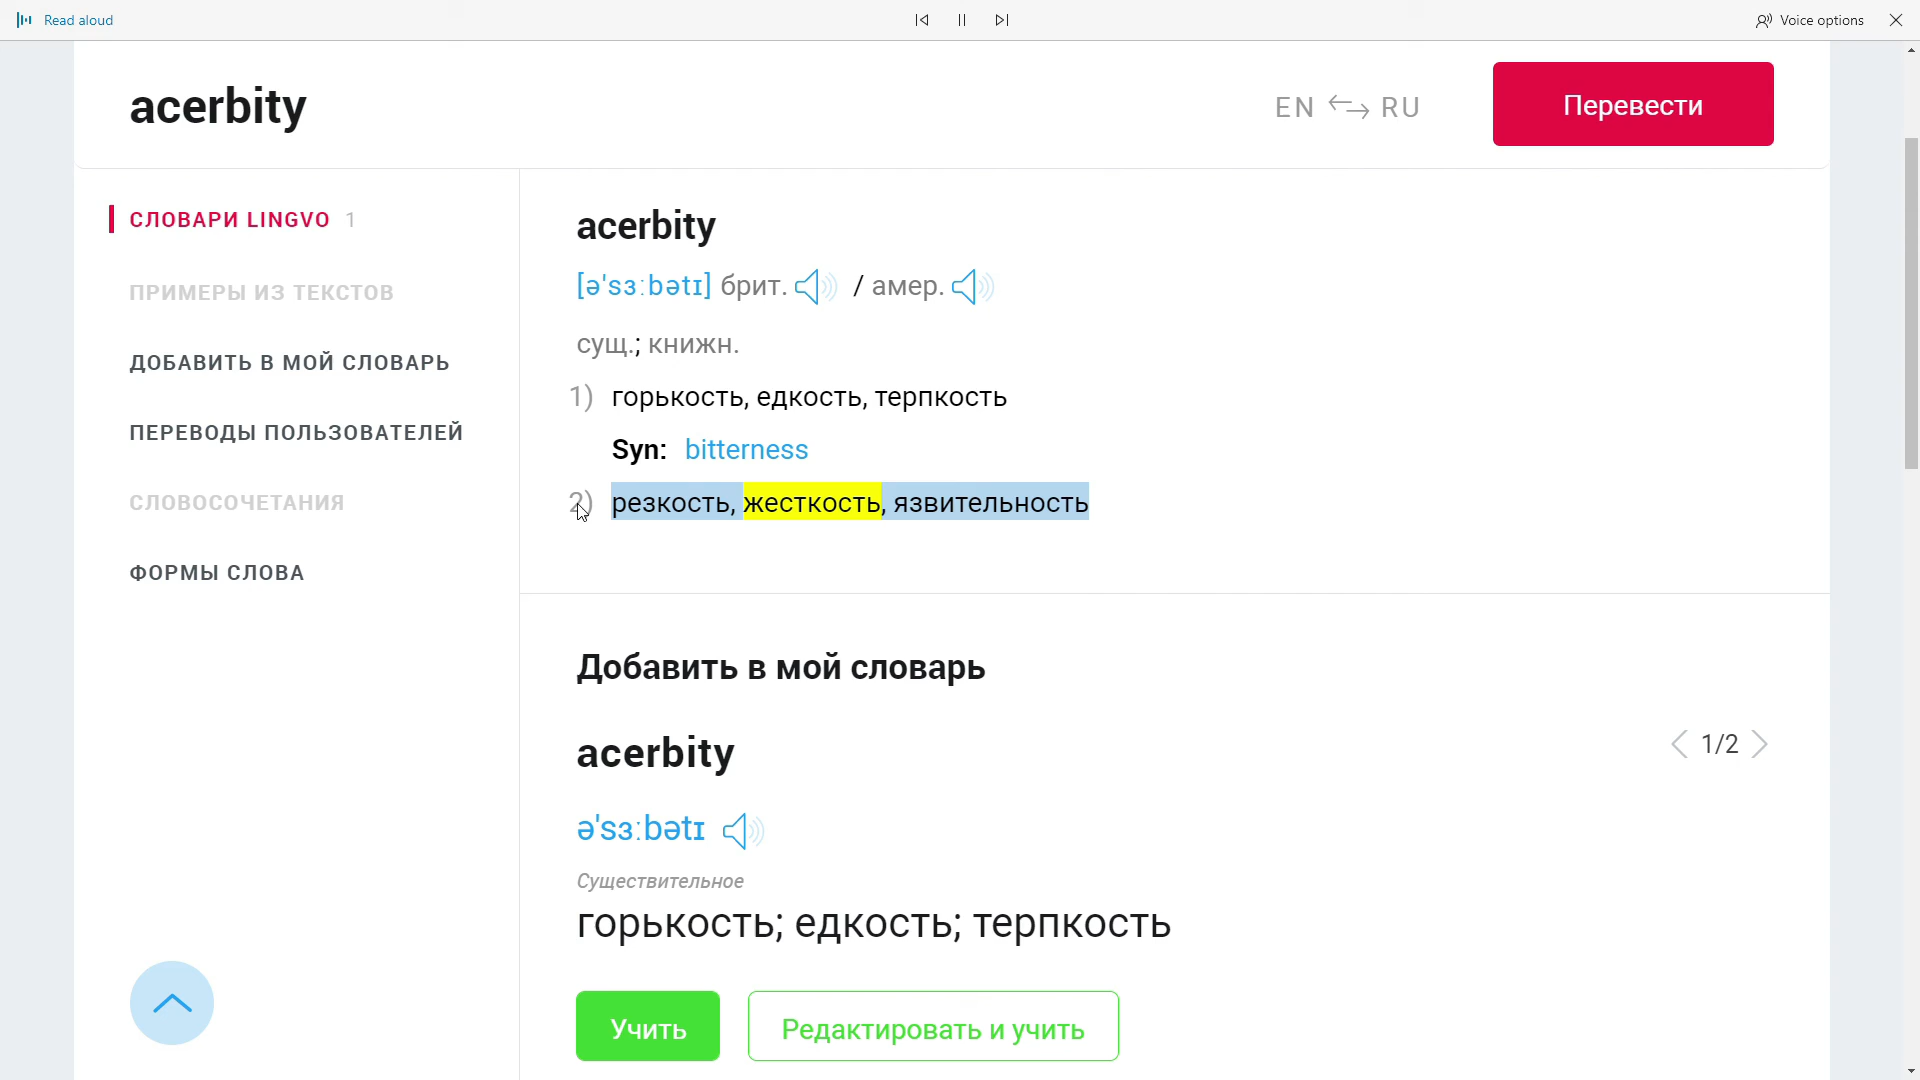 Read aloud
Voice options
acerbity
EN RU
Перевести
СЛОВАРИ LINGVO 1
ПРИМЕРЫ ИЗ ТЕКСТОВ
ДОБАВИТЬ В МОЙ СЛОВАРЬ
ПЕРЕВОДЫ ПОЛЬЗОВАТЕЛЕЙ
СЛОВОСОЧЕТАНИЯ
ФОРМЫ СЛОВА
acerbity
[ə'sɜːbətɪ] брит. / амер.
сущ.; книжн.
1) горькость, едкость, терпкость
Syn: bitterness
2) резкость, жесткость, язвительность
Добавить в мой словарь
acerbity
1/2
ə'sɜːbətɪ
Существительное
горькость; едкость; терпкость
Учить
Редактировать и учить